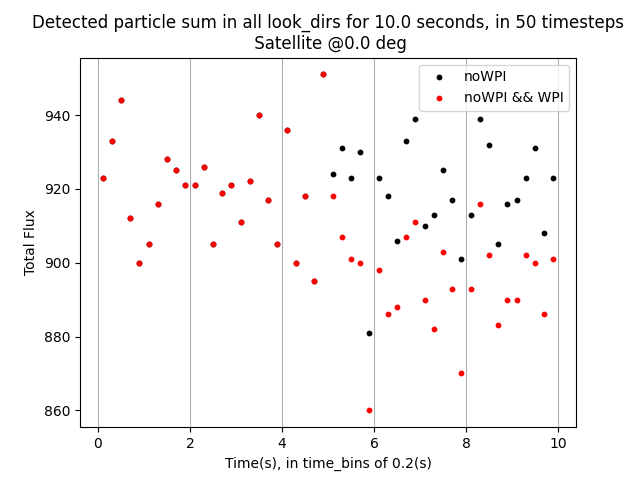 Detected particle sum in all look_dirs for 10.0 seconds, in 50 timesteps
Satellite @0.0 deg
noWPI
noWPI && WPI
Total Flux
940
920
900
880
860
0
2
4
6
8
10
Time(s), in time_bins of 0.2(s)